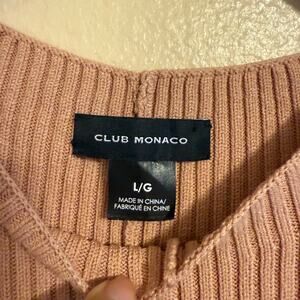 CLUB MONACO
L/G
MADE IN CHINA/
FABRIQUÉ EN CHINE